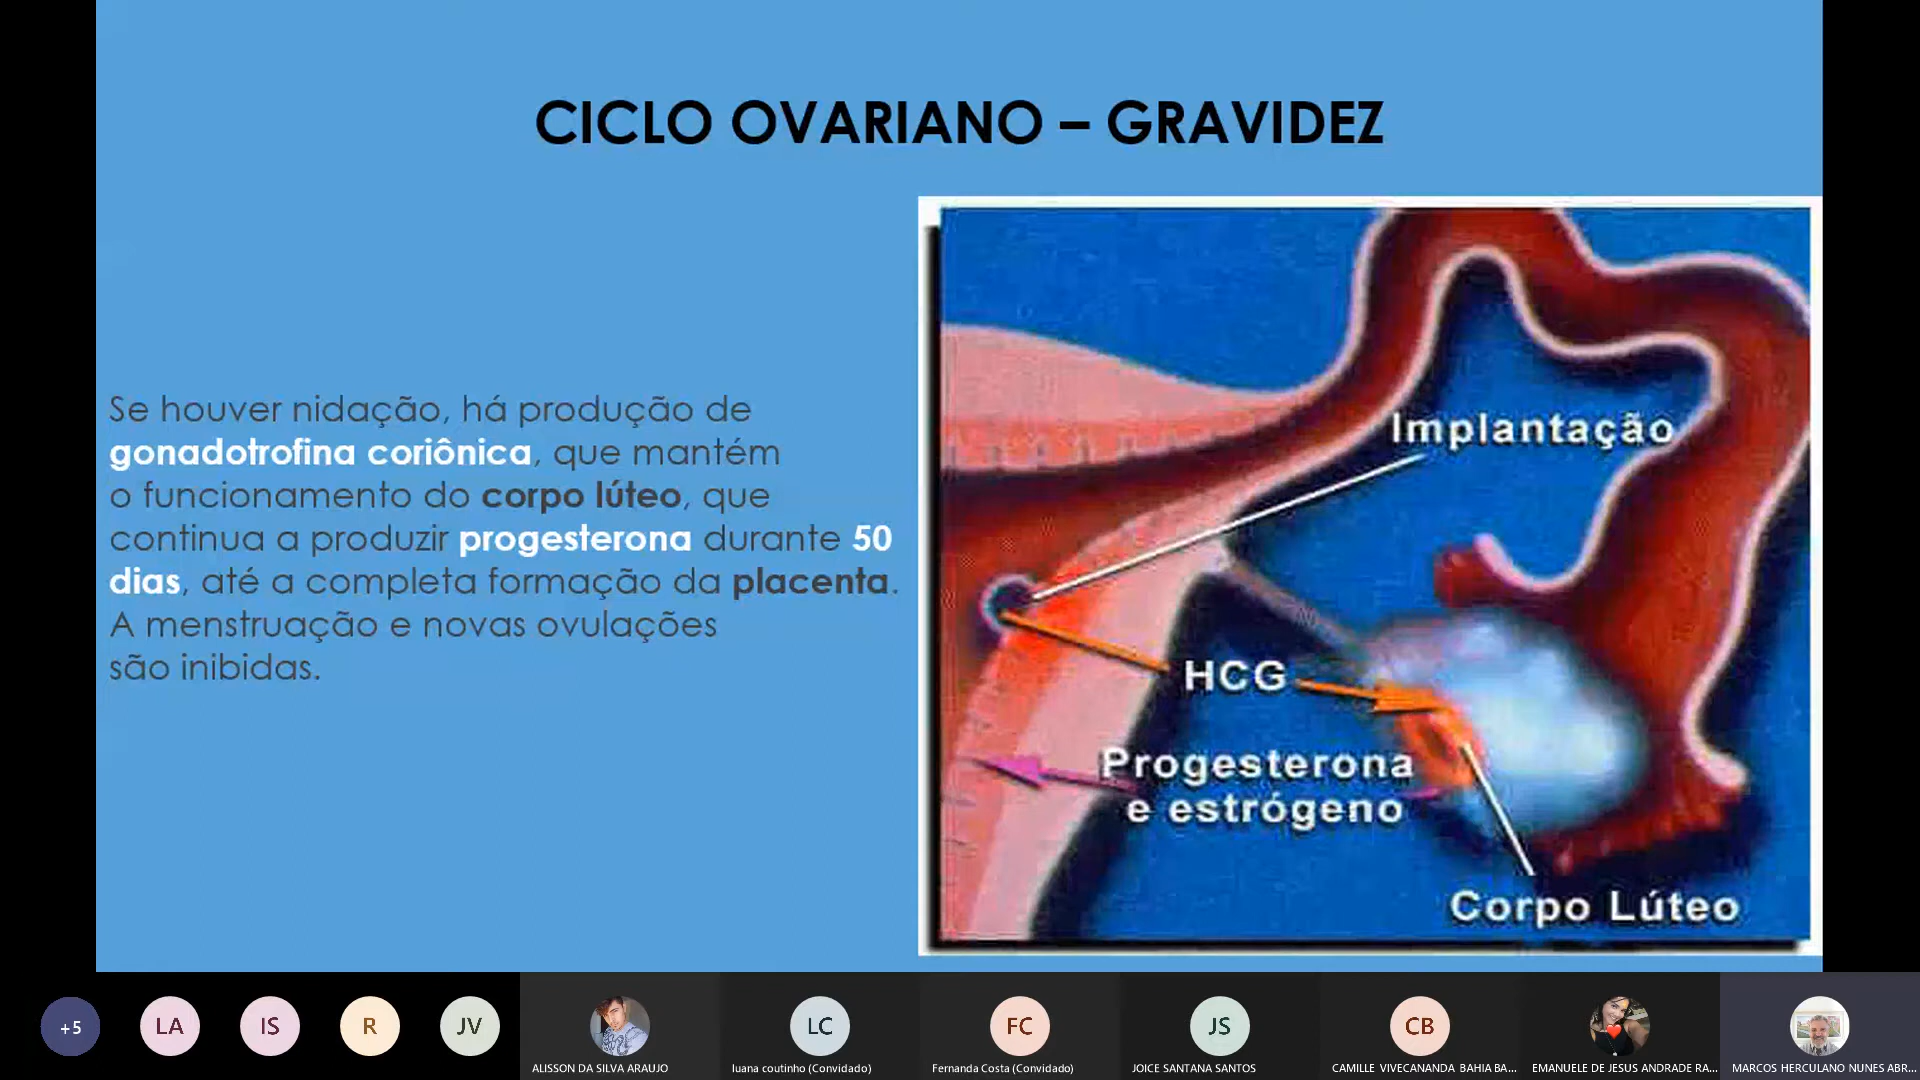 CICLO OVARIANO – GRAVIDEZ
Se houver nidação, há produção de
gonadotrofina coriônica, que mantém
o funcionamento do corpo lúteo, que
continua a produzir progesterona durante 50
dias, até a completa formação da placenta.
A menstruação e novas ovulações
são inibidas.
Implantação
HCG
Progesterona
e estrógeno
Corpo Lúteo
+5
LA
IS
R
JV
ALISSON DA SILVA ARAUJO
LC
luana coutinho (Convidado)
FC
Fernanda Costa (Convidado)
JS
JOICE SANTANA SANTOS
CB
CAMILLE VIVECANANDA BAHIA BA...
EMANUELE DE JESUS ANDRADE RA...
MARCOS HERCULANO NUNES ABR...